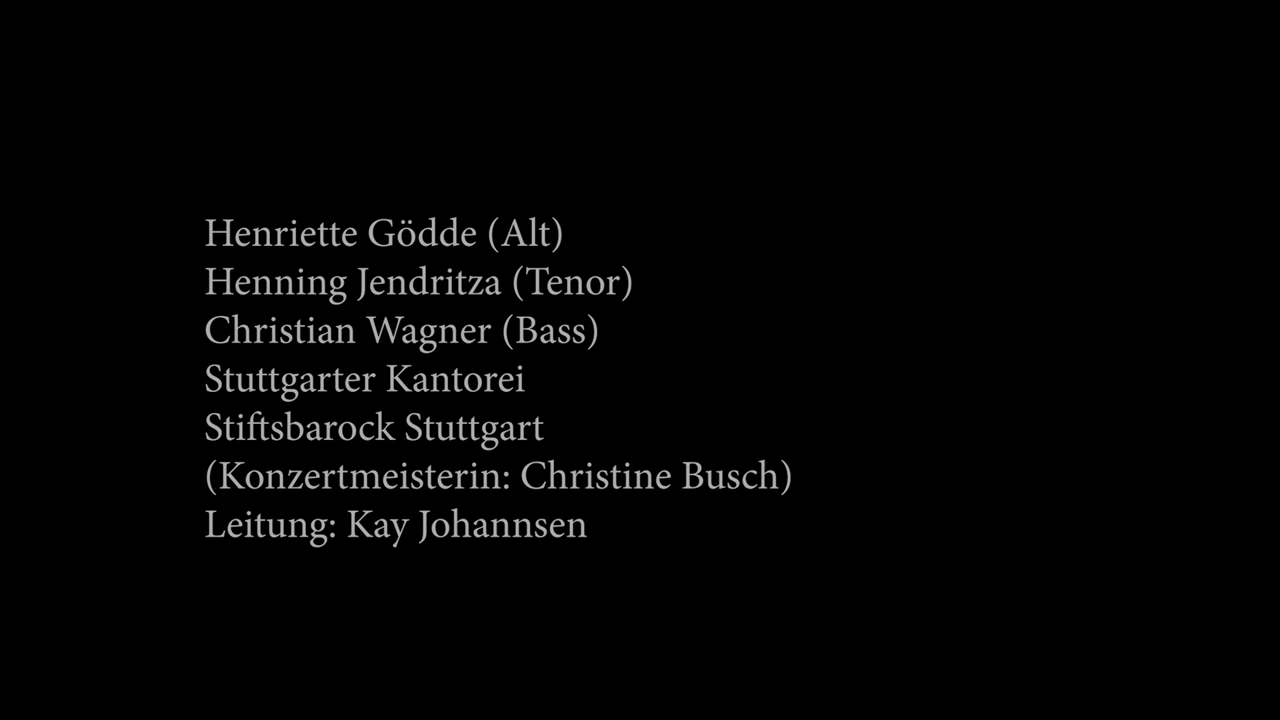 Henriette Gödde (Alt)
Henning Jendritza (Tenor)
Christian Wagner (Bass)
Stuttgarter Kantorei
Stiftsbarock Stuttgart
(Konzertmeisterin: Christine Busch)
Leitung: Kay Johannsen